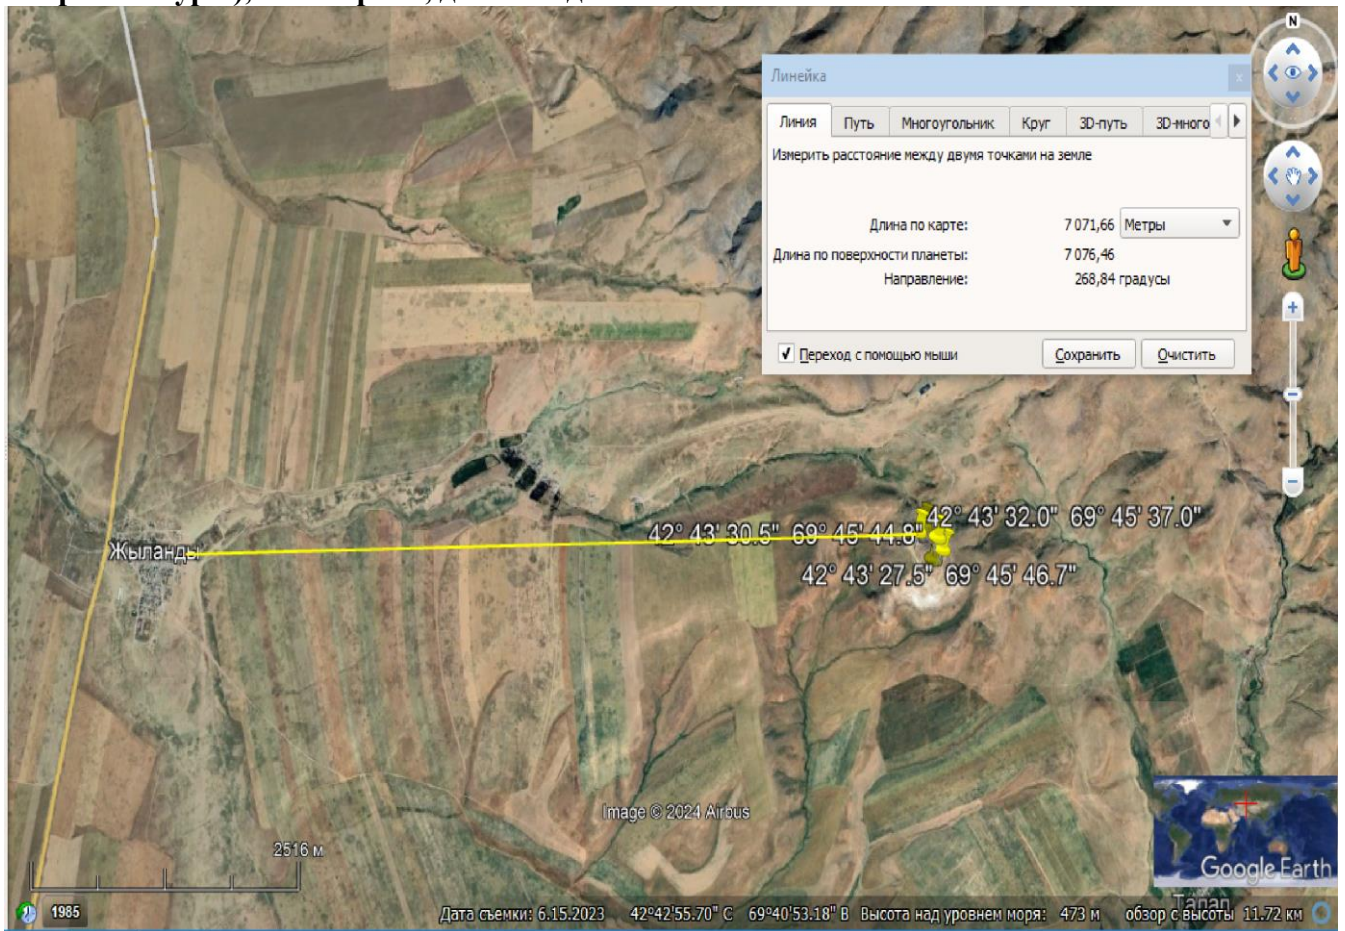 N
Линейка
x
Линия Путь Многоугольник Круг 3D-путь 3D-много
Измерить расстояние между двумя точками на земле
Длина по карте: 7 071,66 Метры
Длина по поверхности планеты: 7 076,46
Направление: 268,84 градусы
Переход с помощью мыши Сохранить Очистить
42° 43' 32.0" 69° 45' 37.0"
42° 43' 30.5" 69° 45' 44.8"
Жыланды
42° 43' 27.5" 69° 45' 46.7"
Image © 2024 Airbus
2516 м
Google Earth
Талап
1985
Дата съемки: 6.15.2023 42°42'55.70" С 69°40'53.18" В Высота над уровнем моря: 473 м обзор с высоты 11.72 км